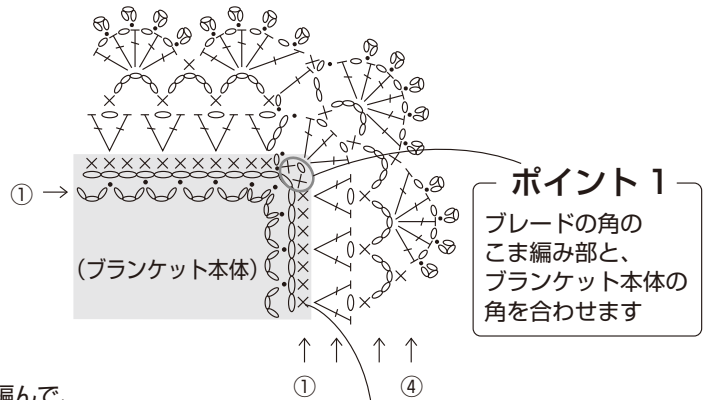 ポイント 1
ブレードの角の
こま編み部と、
ブランケット本体の
角を合わせます
① →
(ブランケット本体)
① ④
編んで、